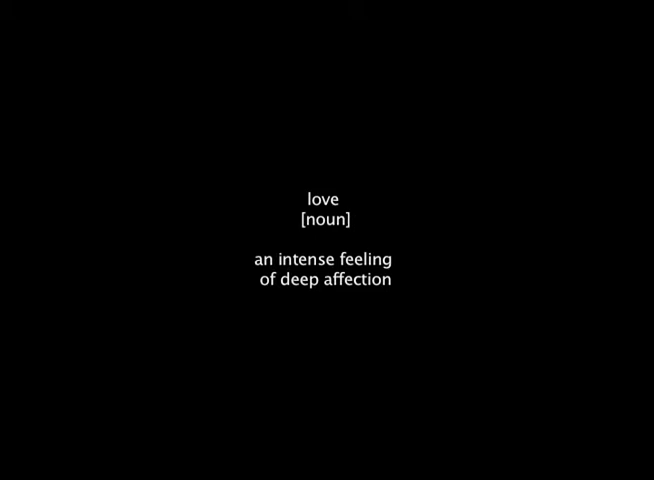 love
[noun]
an intense feeling
of deep affection